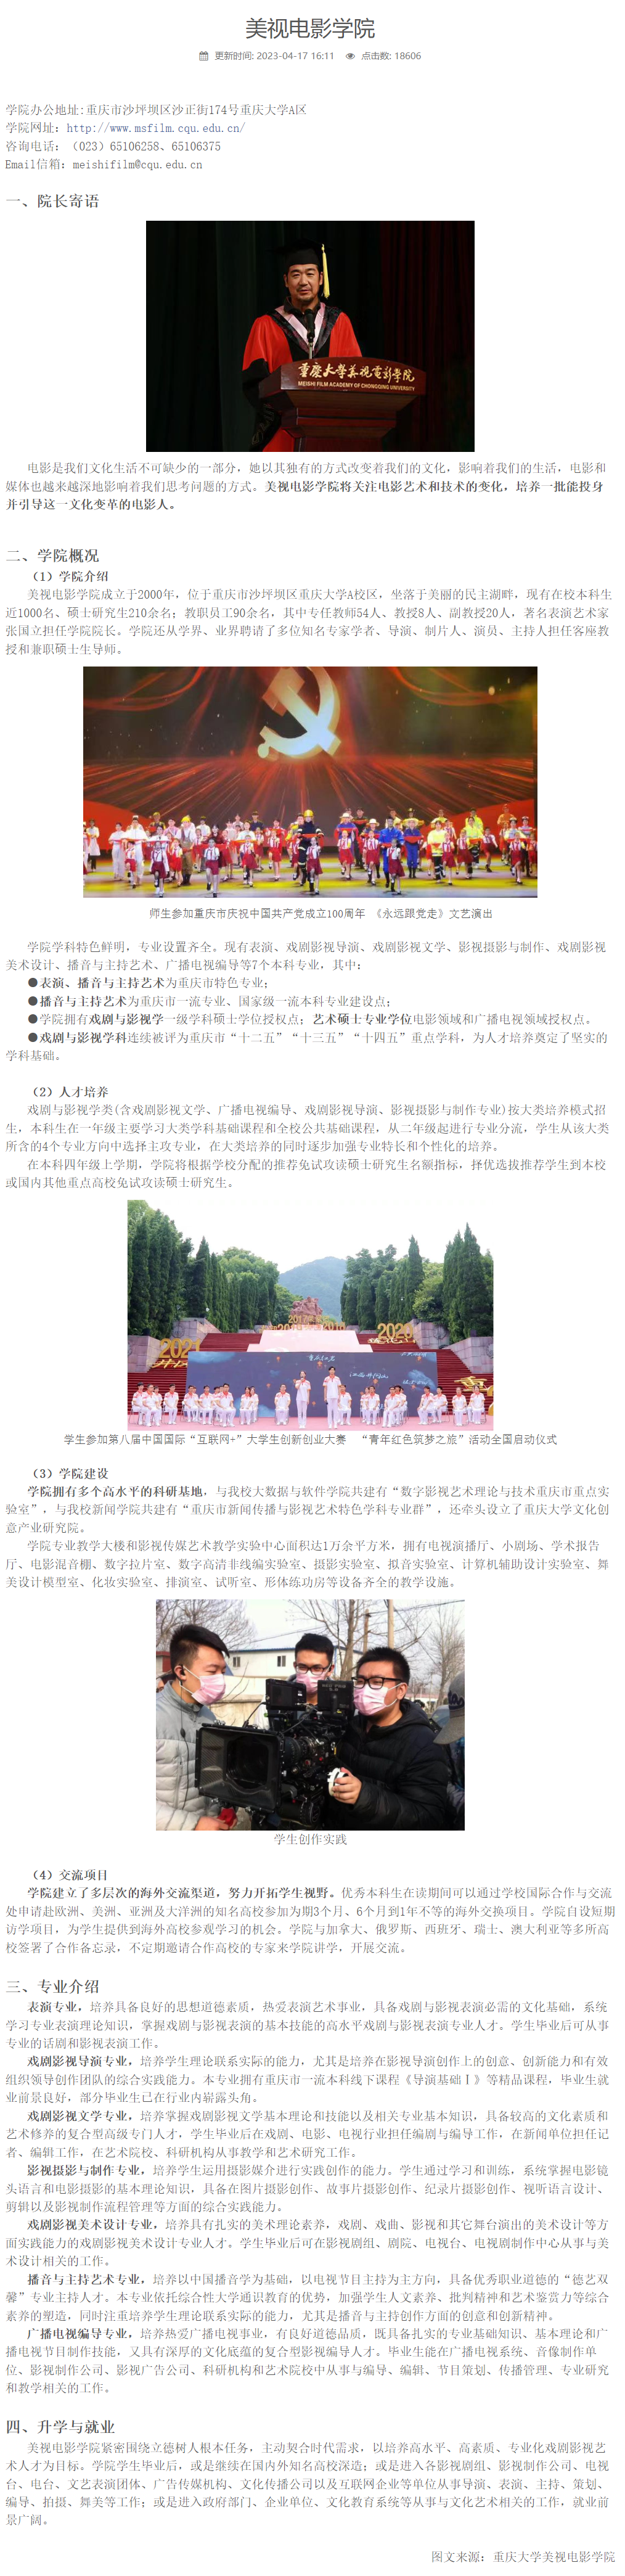 美视电影学院
更新时间: 2023-04-17 16:11 点击数: 18606
学院办公地址:重庆市沙坪坝区沙正街174号重庆大学A区
学院网址: http://www.msfilm.cqu.edu.cn/
咨询电话: （023）65106258、65106375
Email信箱: meishifilm@cqu.edu.cn
一、院长寄语
重庆大学美视电影学院
MEISHI FILM ACADEMY OF CHONGQING UNIVERSITY
电影是我们文化生活不可缺少的一部分，她以其独有的方式改变着我们的文化，影响着我们的生活，电影和
媒体也越来越深地影响着我们思考问题的方式。美视电影学院将关注电影艺术和技术的变化，培养一批能投身
并引导这一文化变革的电影人。
二、学院概况
（1）学院介绍
美视电影学院成立于2000年，位于重庆市沙坪坝区重庆大学A校区，坐落于美丽的民主湖畔，现有在校本科生
近1000名、硕士研究生210余名；教职员工90余名，其中专任教师54人、教授8人、副教授20人，著名表演艺术家
张国立担任学院院长。学院还从学界、业界聘请了多位知名专家学者、导演、制片人、演员、主持人担任客座教
授和兼职硕士生导师。
师生参加重庆市庆祝中国共产党成立100周年 《永远跟党走》文艺演出
学院学科特色鲜明，专业设置齐全。现有表演、戏剧影视导演、戏剧影视文学、影视摄影与制作、戏剧影视
美术设计、播音与主持艺术、广播电视编导等7个本科专业，其中：
●表演、播音与主持艺术为重庆市特色专业；
●播音与主持艺术为重庆市一流专业、国家级一流本科专业建设点；
●学院拥有戏剧与影视学一级学科硕士学位授权点；艺术硕士专业学位电影领域和广播电视领域授权点。
●戏剧与影视学科连续被评为重庆市“十二五”“十三五”“十四五”重点学科，为人才培养奠定了坚实的
学科基础。
（2）人才培养
戏剧与影视学类(含戏剧影视文学、广播电视编导、戏剧影视导演、影视摄影与制作专业)按大类培养模式招
生，本科生在一年级主要学习大类学科基础课程和全校公共基础课程，从二年级起进行专业分流，学生从该大类
所含的4个专业方向中选择主攻专业，在大类培养的同时逐步加强专业特长和个性化的培养。
在本科四年级上学期，学院将根据学校分配的推荐免试攻读硕士研究生名额指标，择优选拔推荐学生到本校
或国内其他重点高校免试攻读硕士研究生。
2021
学生参加第八届中国国际“互联网+”大学生创新创业大赛 “青年红色筑梦之旅”活动全国启动仪式
（3）学院建设
学院拥有多个高水平的科研基地，与我校大数据与软件学院共建有“数字影视艺术理论与技术重庆市重点实
验室”，与我校新闻学院共建有“重庆市新闻传播与影视艺术特色学科专业群”，还牵头设立了重庆大学文化创
意产业研究院。
学院专业教学大楼和影视传媒艺术教学实验中心面积达1万余平方米，拥有电视演播厅、小剧场、学术报告
厅、电影混音棚、数字拉片室、数字高清非线编实验室、摄影实验室、拟音实验室、计算机辅助设计实验室、舞
美设计模型室、化妆实验室、排演室、试听室、形体练功房等设备齐全的教学设施。
学生创作实践
（4）交流项目
学院建立了多层次的海外交流渠道，努力开拓学生视野。优秀本科生在读期间可以通过学校国际合作与交流
处申请赴欧洲、美洲、亚洲及大洋洲的知名高校参加为期3个月、6个月到1年不等的海外交换项目。学院自设短期
访学项目，为学生提供到海外高校参观学习的机会。学院与加拿大、俄罗斯、西班牙、瑞士、澳大利亚等多所高
校签署了合作备忘录，不定期邀请合作高校的专家来学院讲学，开展交流。
三、专业介绍
表演专业，培养具备良好的思想道德素质，热爱表演艺术事业，具备戏剧与影视表演必需的文化基础，系统
学习专业表演理论知识，掌握戏剧与影视表演的基本技能的高水平戏剧与影视表演专业人才。学生毕业后可从事
专业的话剧和影视表演工作。
戏剧影视导演专业，培养学生理论联系实际的能力，尤其是培养在影视导演创作上的创意、创新能力和有效
组织领导创作团队的综合实践能力。本专业拥有重庆市一流本科线下课程《导演基础Ⅰ》等精品课程，毕业生就
业前景良好，部分毕业生已在行业内崭露头角。
戏剧影视文学专业，培养掌握戏剧影视文学基本理论和技能以及相关专业基本知识，具备较高的文化素质和
艺术修养的复合型高级专门人才，学生毕业后在戏剧、电影、电视行业担任编剧与编导工作，在新闻单位担任记
者、编辑工作，在艺术院校、科研机构从事教学和艺术研究工作。
影视摄影与制作专业，培养学生运用摄影媒介进行实践创作的能力。学生通过学习和训练，系统掌握电影镜
头语言和电影摄影的基本理论知识，具备在图片摄影创作、故事片摄影创作、纪录片摄影创作、视听语言设计、
剪辑以及影视制作流程管理等方面的综合实践能力。
戏剧影视美术设计专业，培养具有扎实的美术理论素养，戏剧、戏曲、影视和其它舞台演出的美术设计等方
面实践能力的戏剧影视美术设计专业人才。学生毕业后可在影视剧组、剧院、电视台、电视剧制作中心从事与美
术设计相关的工作。
播音与主持艺术专业，培养以中国播音学为基础，以电视节目主持为主方向，具备优秀职业道德的“德艺双
馨”专业主持人才。本专业依托综合性大学通识教育的优势，加强学生人文素养、批判精神和艺术鉴赏力等综合
素养的塑造，同时注重培养学生理论联系实际的能力，尤其是播音与主持创作方面的创意和创新精神。
广播电视编导专业，培养热爱广播电视事业，有良好道德品质，既具备扎实的专业基础知识、基本理论和广
播电视节目制作技能，又具有深厚的文化底蕴的复合型影视编导人才。毕业生能在广播电视系统、音像制作单
位、影视制作公司、影视广告公司、科研机构和艺术院校中从事与编导、编辑、节目策划、传播管理、专业研究
和教学相关的工作。
四、升学与就业
美视电影学院紧密围绕立德树人根本任务，主动契合时代需求，以培养高水平、高素质、专业化戏剧影视艺
术人才为目标。学院学生毕业后，或是继续在国内外知名高校深造；或是进入各影视剧组、影视制作公司、电视
台、电台、文艺表演团体、广告传媒机构、文化传播公司以及互联网企业等单位从事导演、表演、主持、策划、
编导、拍摄、舞美等工作；或是进入政府部门、企业单位、文化教育系统等从事与文化艺术相关的工作，就业前
景广阔。
图文来源：重庆大学美视电影学院